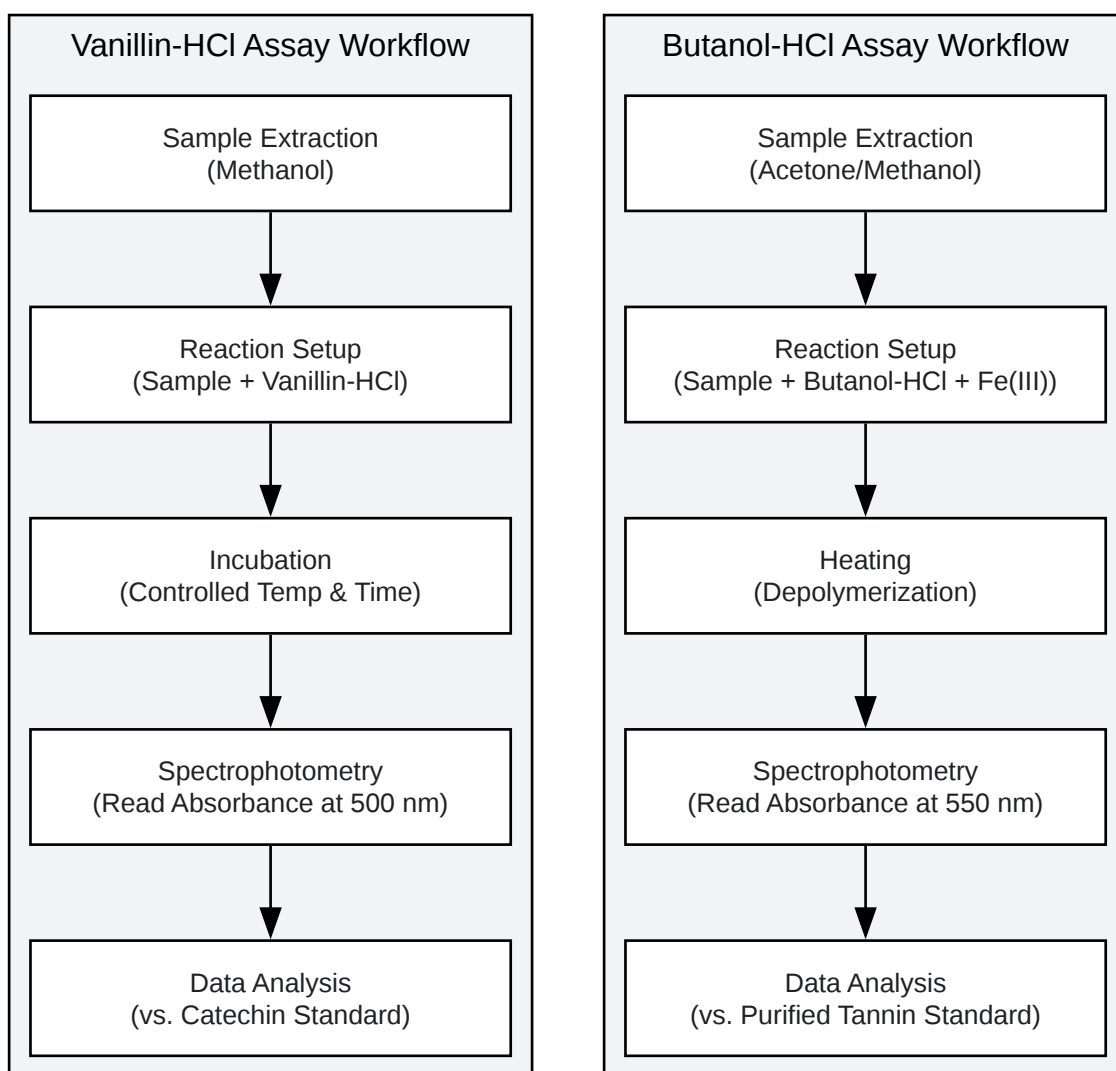 Vanillin-HCl Assay Workflow
Sample Extraction
(Methanol)
Reaction Setup
(Sample + Vanillin-HCl)
Incubation
(Controlled Temp & Time)
Spectrophotometry
(Read Absorbance at 500 nm)
Data Analysis
(vs. Catechin Standard)
Butanol-HCl Assay Workflow
Sample Extraction
(Acetone/Methanol)
Reaction Setup
(Sample + Butanol-HCl + Fe(III))
Heating
(Depolymerization)
Spectrophotometry
(Read Absorbance at 550 nm)
Data Analysis
(vs. Purified Tannin Standard)